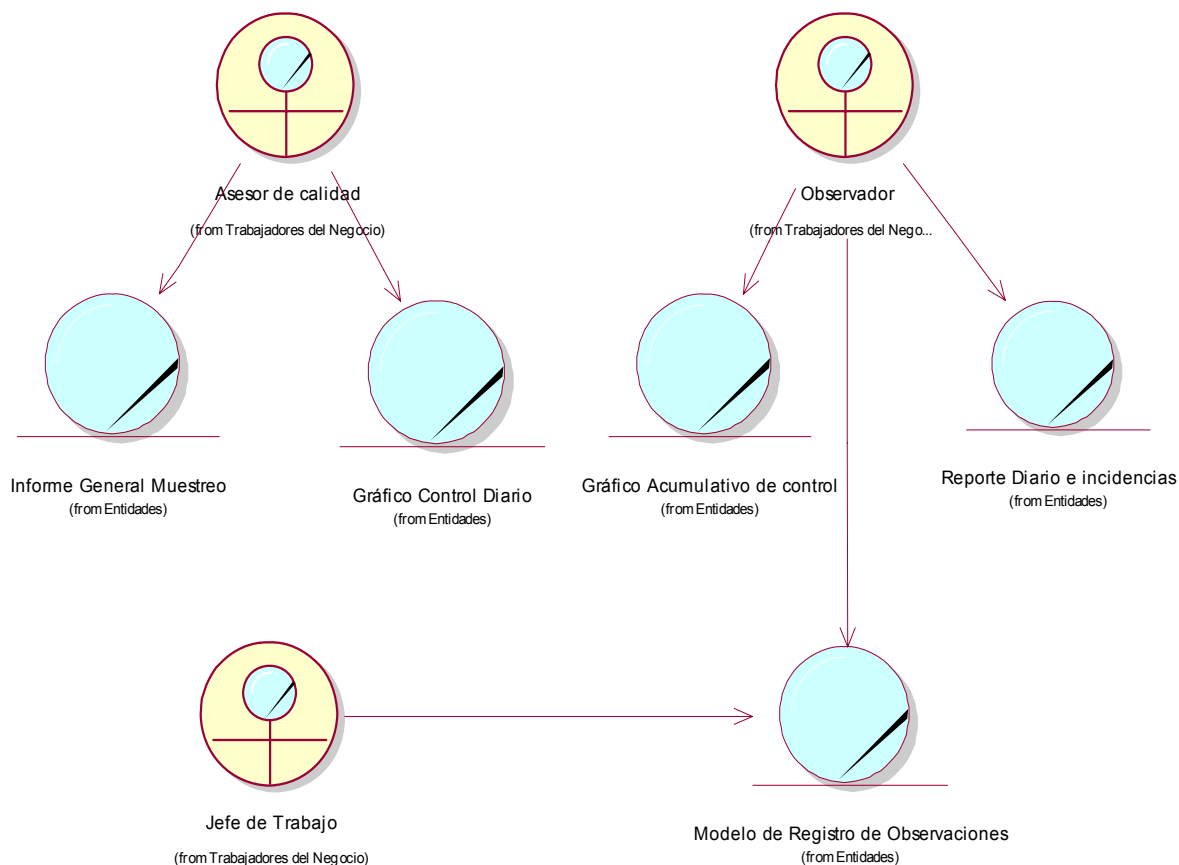 Asesor de calidad
(from Trabajadores del Negocio)
Observador
(from Trabajadores del Nego...
Informe General Muestreo
(from Entidades)
Gráfico Control Diario
(from Entidades)
Gráfico Acumulativo de control
(from Entidades)
Reporte Diario e incidencias
(from Entidades)
Jefe de Trabajo
(from Trabajadores del Negocio)
Modelo de Registro de Observaciones
(from Entidades)